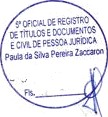 5º OFICIAL DE REGISTRO
DE TÍTULOS E DOCUMENTOS
E CIVIL DE PESSOA JURÍDICA
Paula da Silva Pereira Zaccaron
Fls.